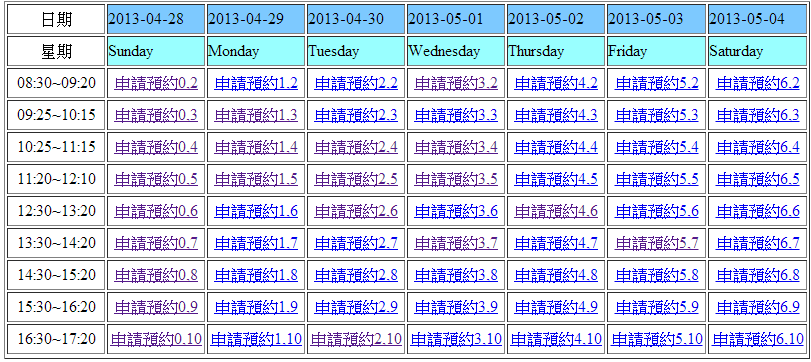 日期 2013-04-28 2013-04-29 2013-04-30 2013-05-01 2013-05-02 2013-05-03 2013-05-04
星期 Sunday Monday Tuesday Wednesday Thursday Friday Saturday
08:30~09:20 申請預約0.2 申請預約1.2 申請預約2.2 申請預約3.2 申請預約4.2 申請預約5.2 申請預約6.2
09:25~10:15 申請預約0.3 申請預約1.3 申請預約2.3 申請預約3.3 申請預約4.3 申請預約5.3 申請預約6.3
10:25~11:15 申請預約0.4 申請預約1.4 申請預約2.4 申請預約3.4 申請預約4.4 申請預約5.4 申請預約6.4
11:20~12:10 申請預約0.5 申請預約1.5 申請預約2.5 申請預約3.5 申請預約4.5 申請預約5.5 申請預約6.5
12:30~13:20 申請預約0.6 申請預約1.6 申請預約2.6 申請預約3.6 申請預約4.6 申請預約5.6 申請預約6.6
13:30~14:20 申請預約0.7 申請預約1.7 申請預約2.7 申請預約3.7 申請預約4.7 申請預約5.7 申請預約6.7
14:30~15:20 申請預約0.8 申請預約1.8 申請預約2.8 申請預約3.8 申請預約4.8 申請預約5.8 申請預約6.8
15:30~16:20 申請預約0.9 申請預約1.9 申請預約2.9 申請預約3.9 申請預約4.9 申請預約5.9 申請預約6.9
16:30~17:20 申請預約0.10 申請預約1.10 申請預約2.10 申請預約3.10 申請預約4.10 申請預約5.10 申請預約6.10